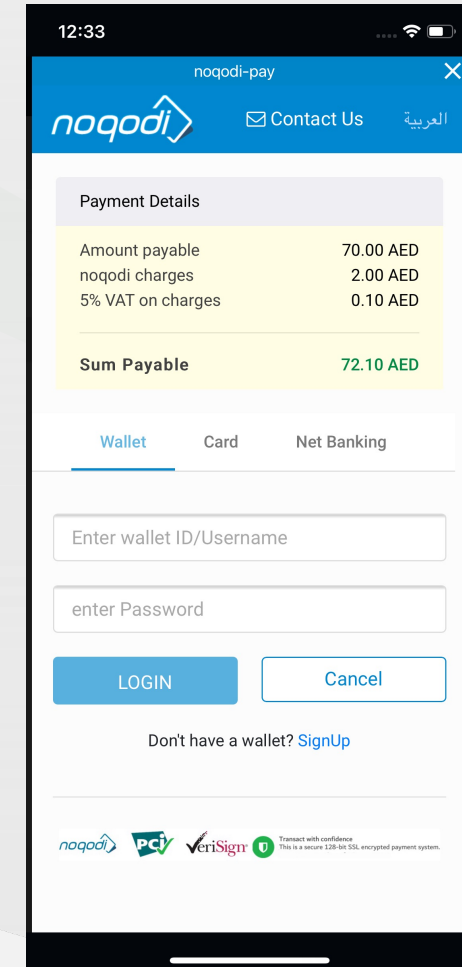 12:33
noqodi-pay
noqodi
Contact Us
العربية
Payment Details
Amount payable 70.00 AED
noqodi charges 2.00 AED
5% VAT on charges 0.10 AED
Sum Payable 72.10 AED
Wallet Card Net Banking
Enter wallet ID/Username
enter Password
LOGIN Cancel
Don't have a wallet? SignUp
noqodi PCI VeriSign
Transact with confidence
This is a secure 128-bit SSL encrypted payment system.